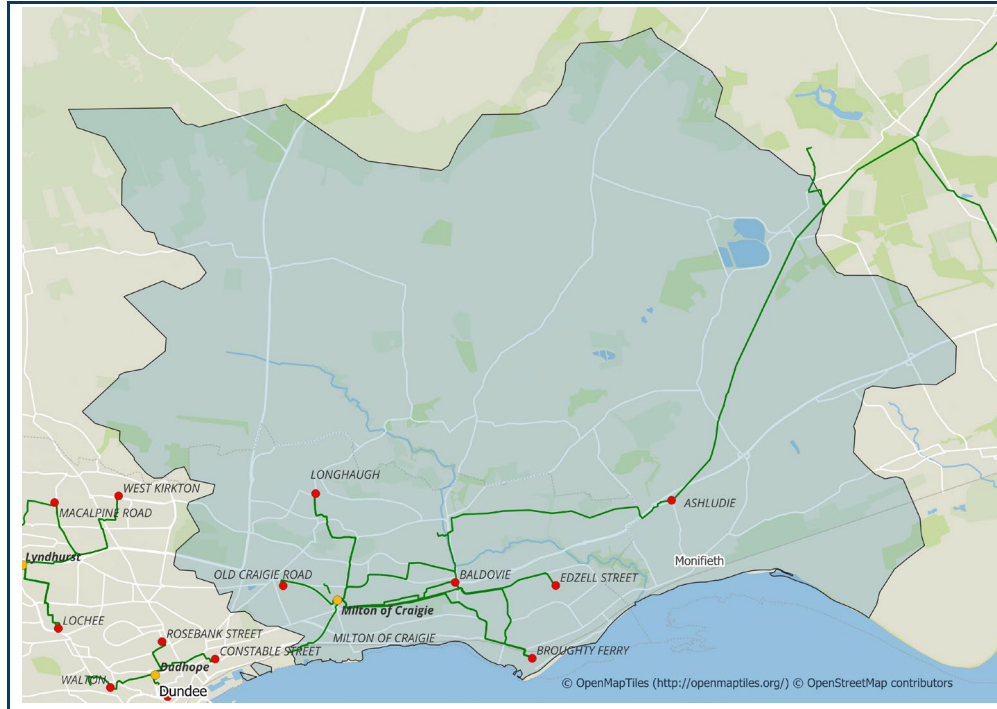 LONGHAUGH
WEST KIRKTON
MACALPINE ROAD
ASHLUDIE
Lyndhurst
Monifieth
OLD CRAIGIE ROAD
BALDOVIE
EDZELL STREET
Milton of Craigie
LOCHEE
ROSEBANK STREET
MILTON OF CRAIGIE
CONSTABLE STREET
BROUGHTY FERRY
Dudhope
WALTON
Dundee
© OpenMapTiles (http://openmaptiles.org/) © OpenStreetMap contributors